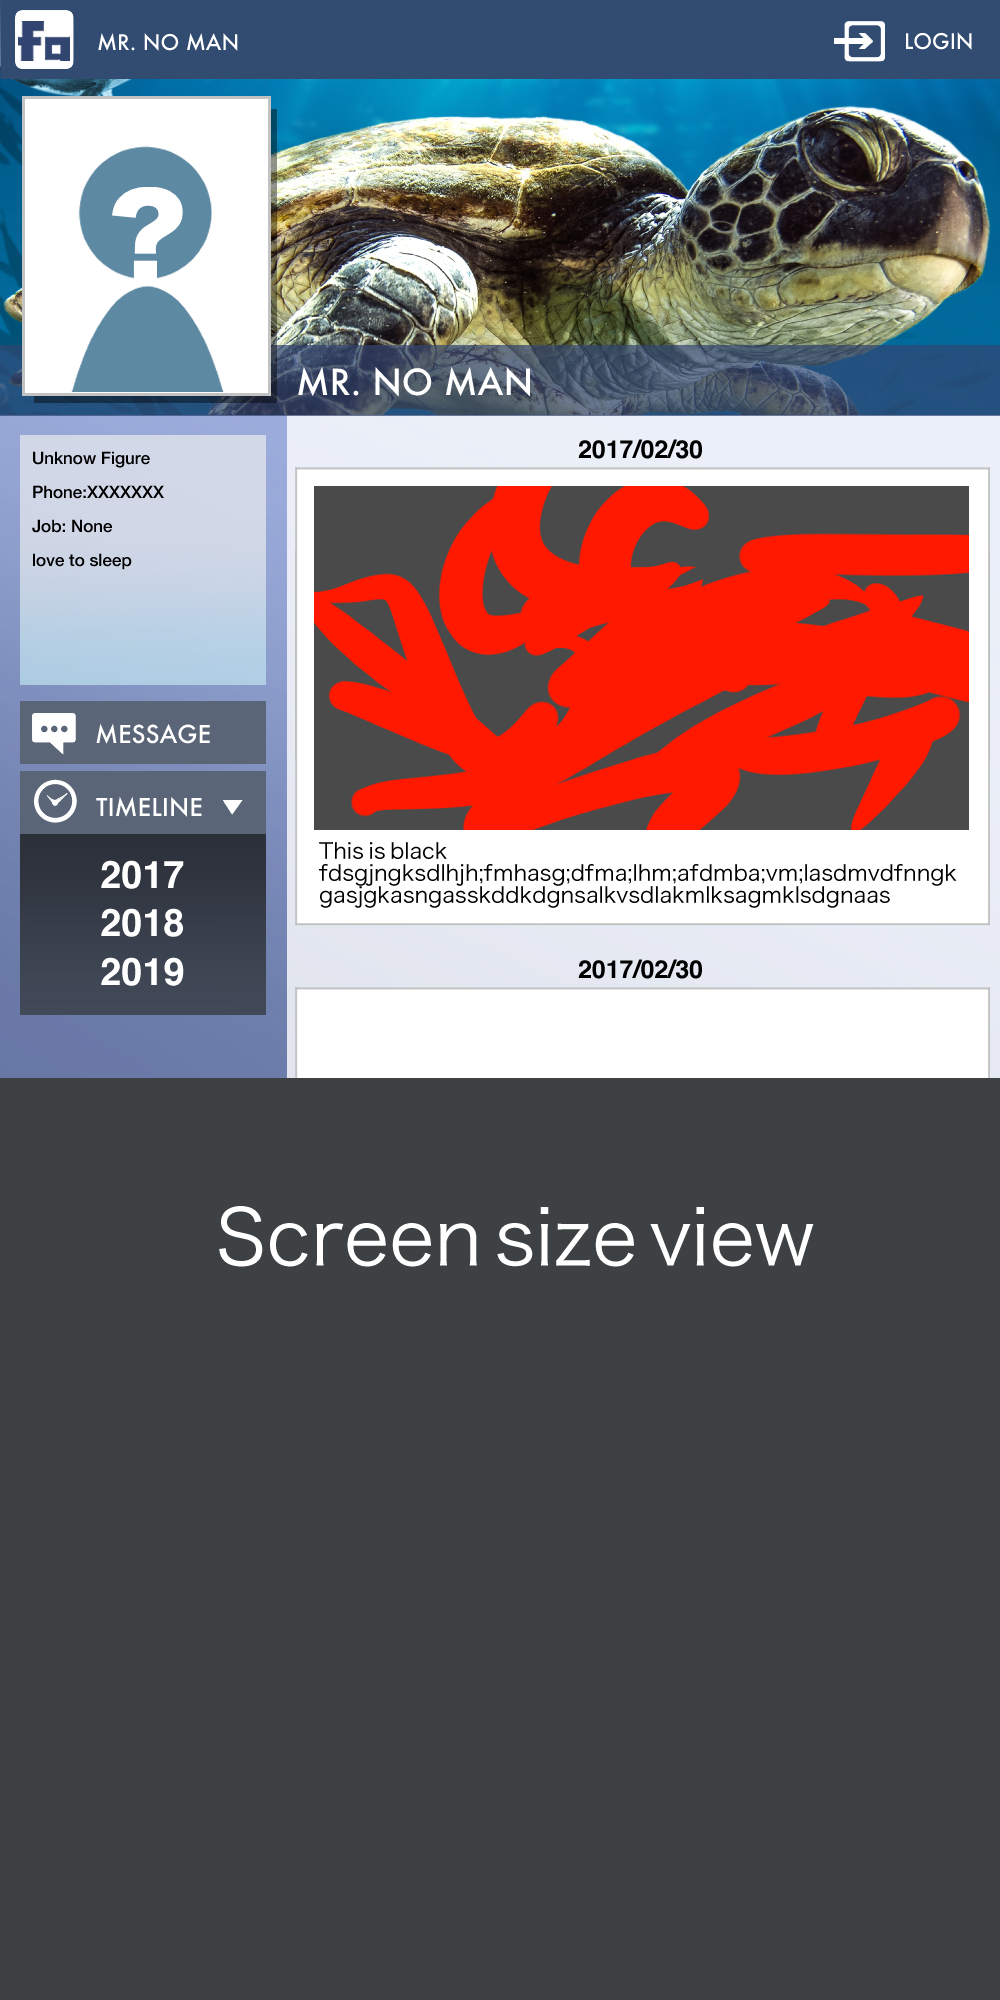 fa
MR. NO MAN
LOGIN
MR. NO MAN
Unknow Figure
Phone:XXXXXXX
Job: None
love to sleep
MESSAGE
TIMELINE
2017
2018
2019
2017/02/30
This is black
fdsgjngksdlhjh;fmhasg;dfma;lhm;afdmba;vm;lasdmvdfnngk
gasjgkasngasskddkdgnsalkvsdlakmlksagmklsdgnaas
2017/02/30
Screen size view